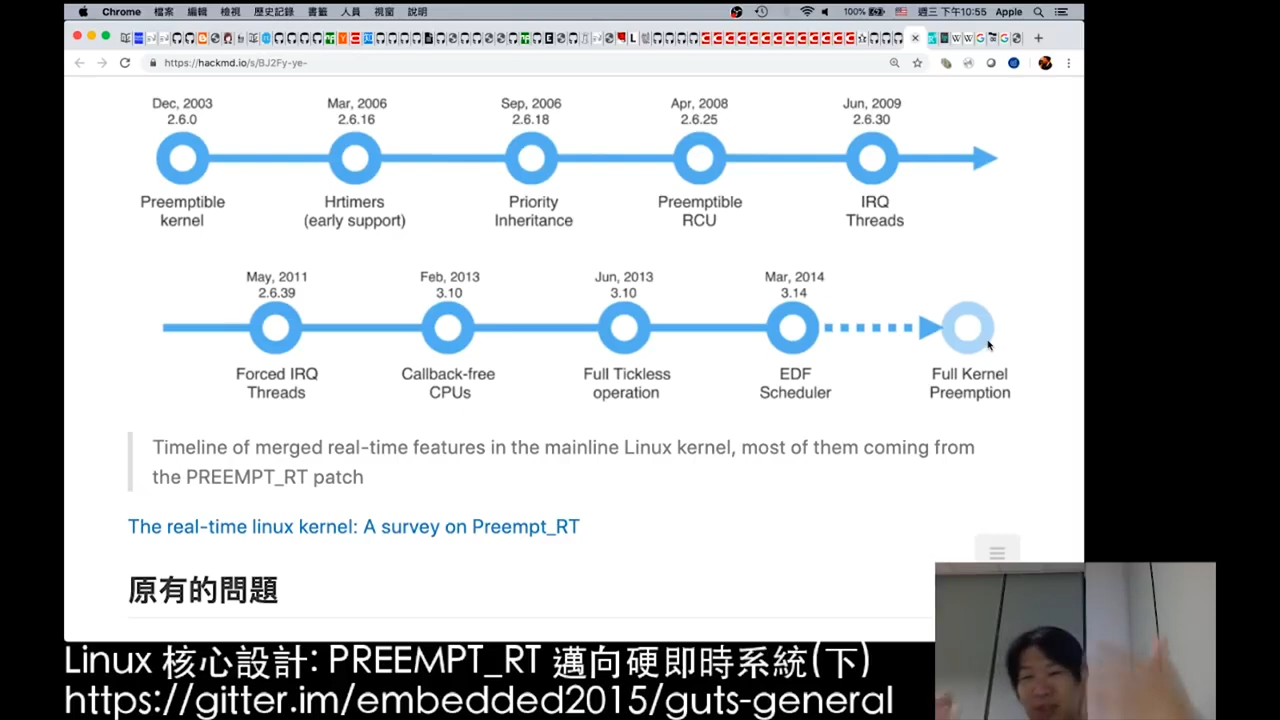 Chrome 檔案 編輯 檢視 歷史記錄 書籤 人員 視窗 說明 100% 週三 下午10:55 Apple
https://hackmd.io/s/BJ2Fy-ye-
Dec, 2003 Mar, 2006 Sep, 2006 Apr, 2008 Jun, 2009
2.6.0 2.6.16 2.6.18 2.6.25 2.6.30
Preemptible Hrtimers Priority Preemptible IRQ
kernel (early support) Inheritance RCU Threads
May, 2011 Feb, 2013 Jun, 2013 Mar, 2014
2.6.39 3.10 3.10 3.14
Forced IRQ Callback-free Full Tickless EDF Full Kernel
Threads CPUs operation Scheduler Preemption
Timeline of merged real-time features in the mainline Linux kernel, most of them coming from
the PREEMPT_RT patch
The real-time linux kernel: A survey on Preempt_RT
原有的問題
Linux 核心設計: PREEMPT_RT 邁向硬即時系統(下)
https://gitter.im/embedded2015/guts-general